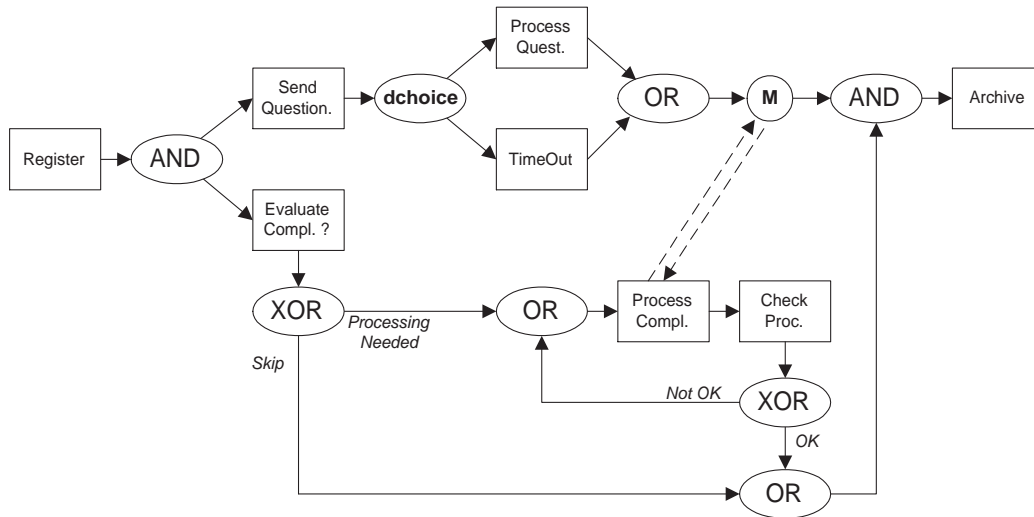 Process
Quest.
Send
Question.
dchoice
OR
M
AND
Archive
Register
AND
TimeOut
Evaluate
Compl. ?
XOR
Processing
Needed
OR
Process
Compl.
Check
Proc.
Skip
Not OK
XOR
OK
OR